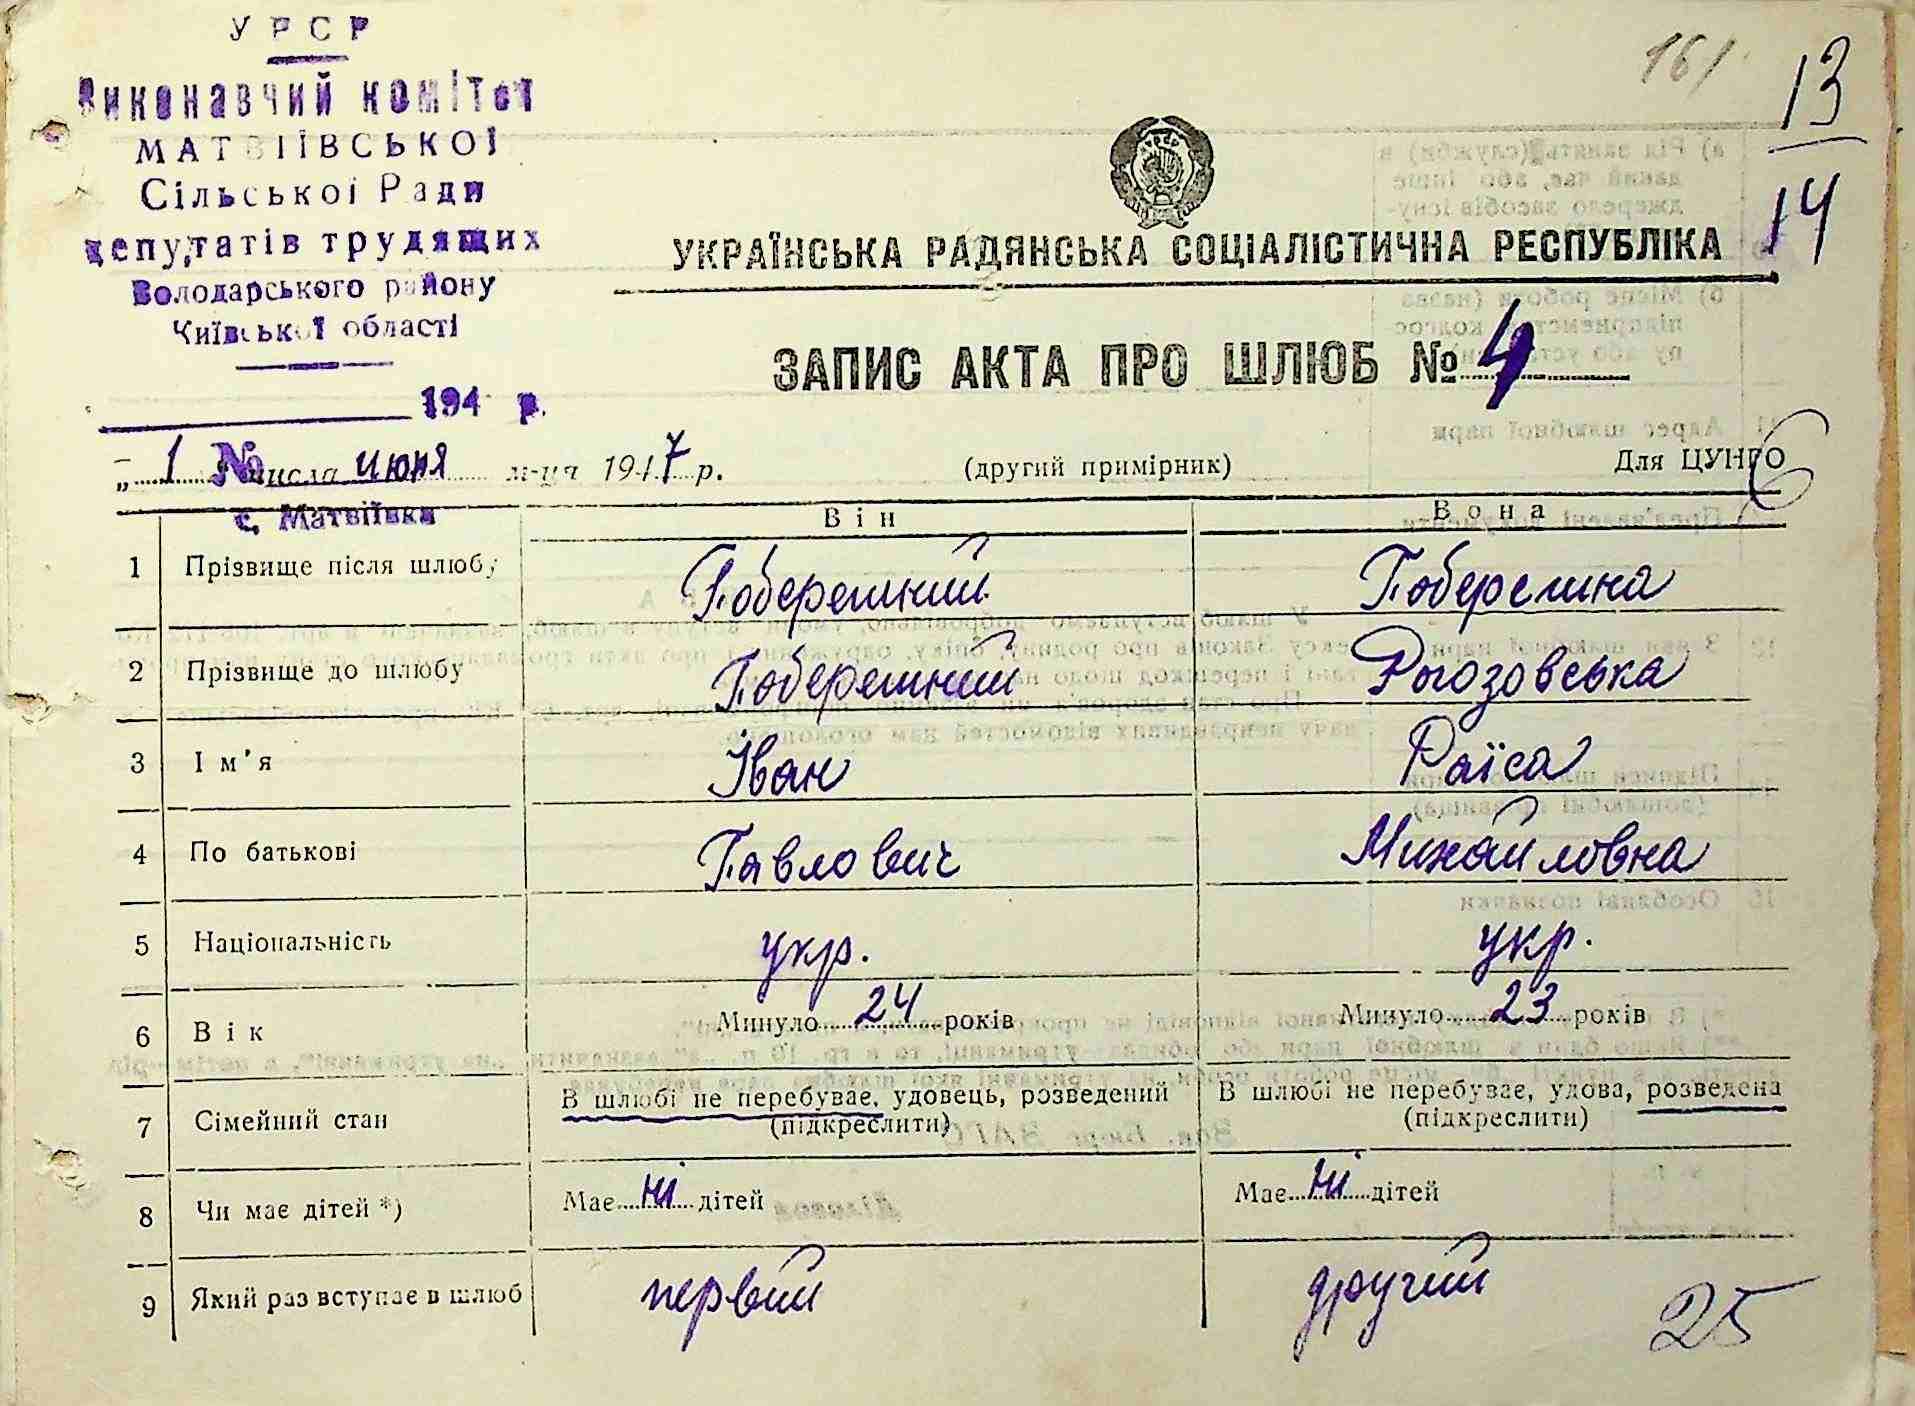 УРСР
Виконавчий комітет
МАТВІЇВСЬКОЇ
Сільської Ради
депутатів трудящих
Володарського району
Київської області
194 р.
161
13
14
УКРАЇНСЬКА РАДЯНСЬКА СОЦІАЛІСТИЧНА РЕСПУБЛІКА
ЗАПИС АКТА ПРО ШЛЮБ № 4
„ 1 № числа июня м-ця 1947 р.
(другий примірник)
Для ЦУНГО
6
с. Матвіївка
Він
Вона
1 Прізвище після шлюбу Поберешний Поберешна
2 Прізвище до шлюбу Поберешний Рогозовська
3 Ім'я Іван Раїса
4 По батькові Павлович Михайловна
5 Національність укр. укр.
6 Вік Минуло 24 років Минуло 23 років
7 Сімейний стан В шлюбі не перебуває, удовець, розведений (підкреслити) В шлюбі не перебуває, удова, розведена (підкреслити)
8 Чи має дітей *) Має ні дітей Має ні дітей
9 Який раз вступає в шлюб первий другий
25